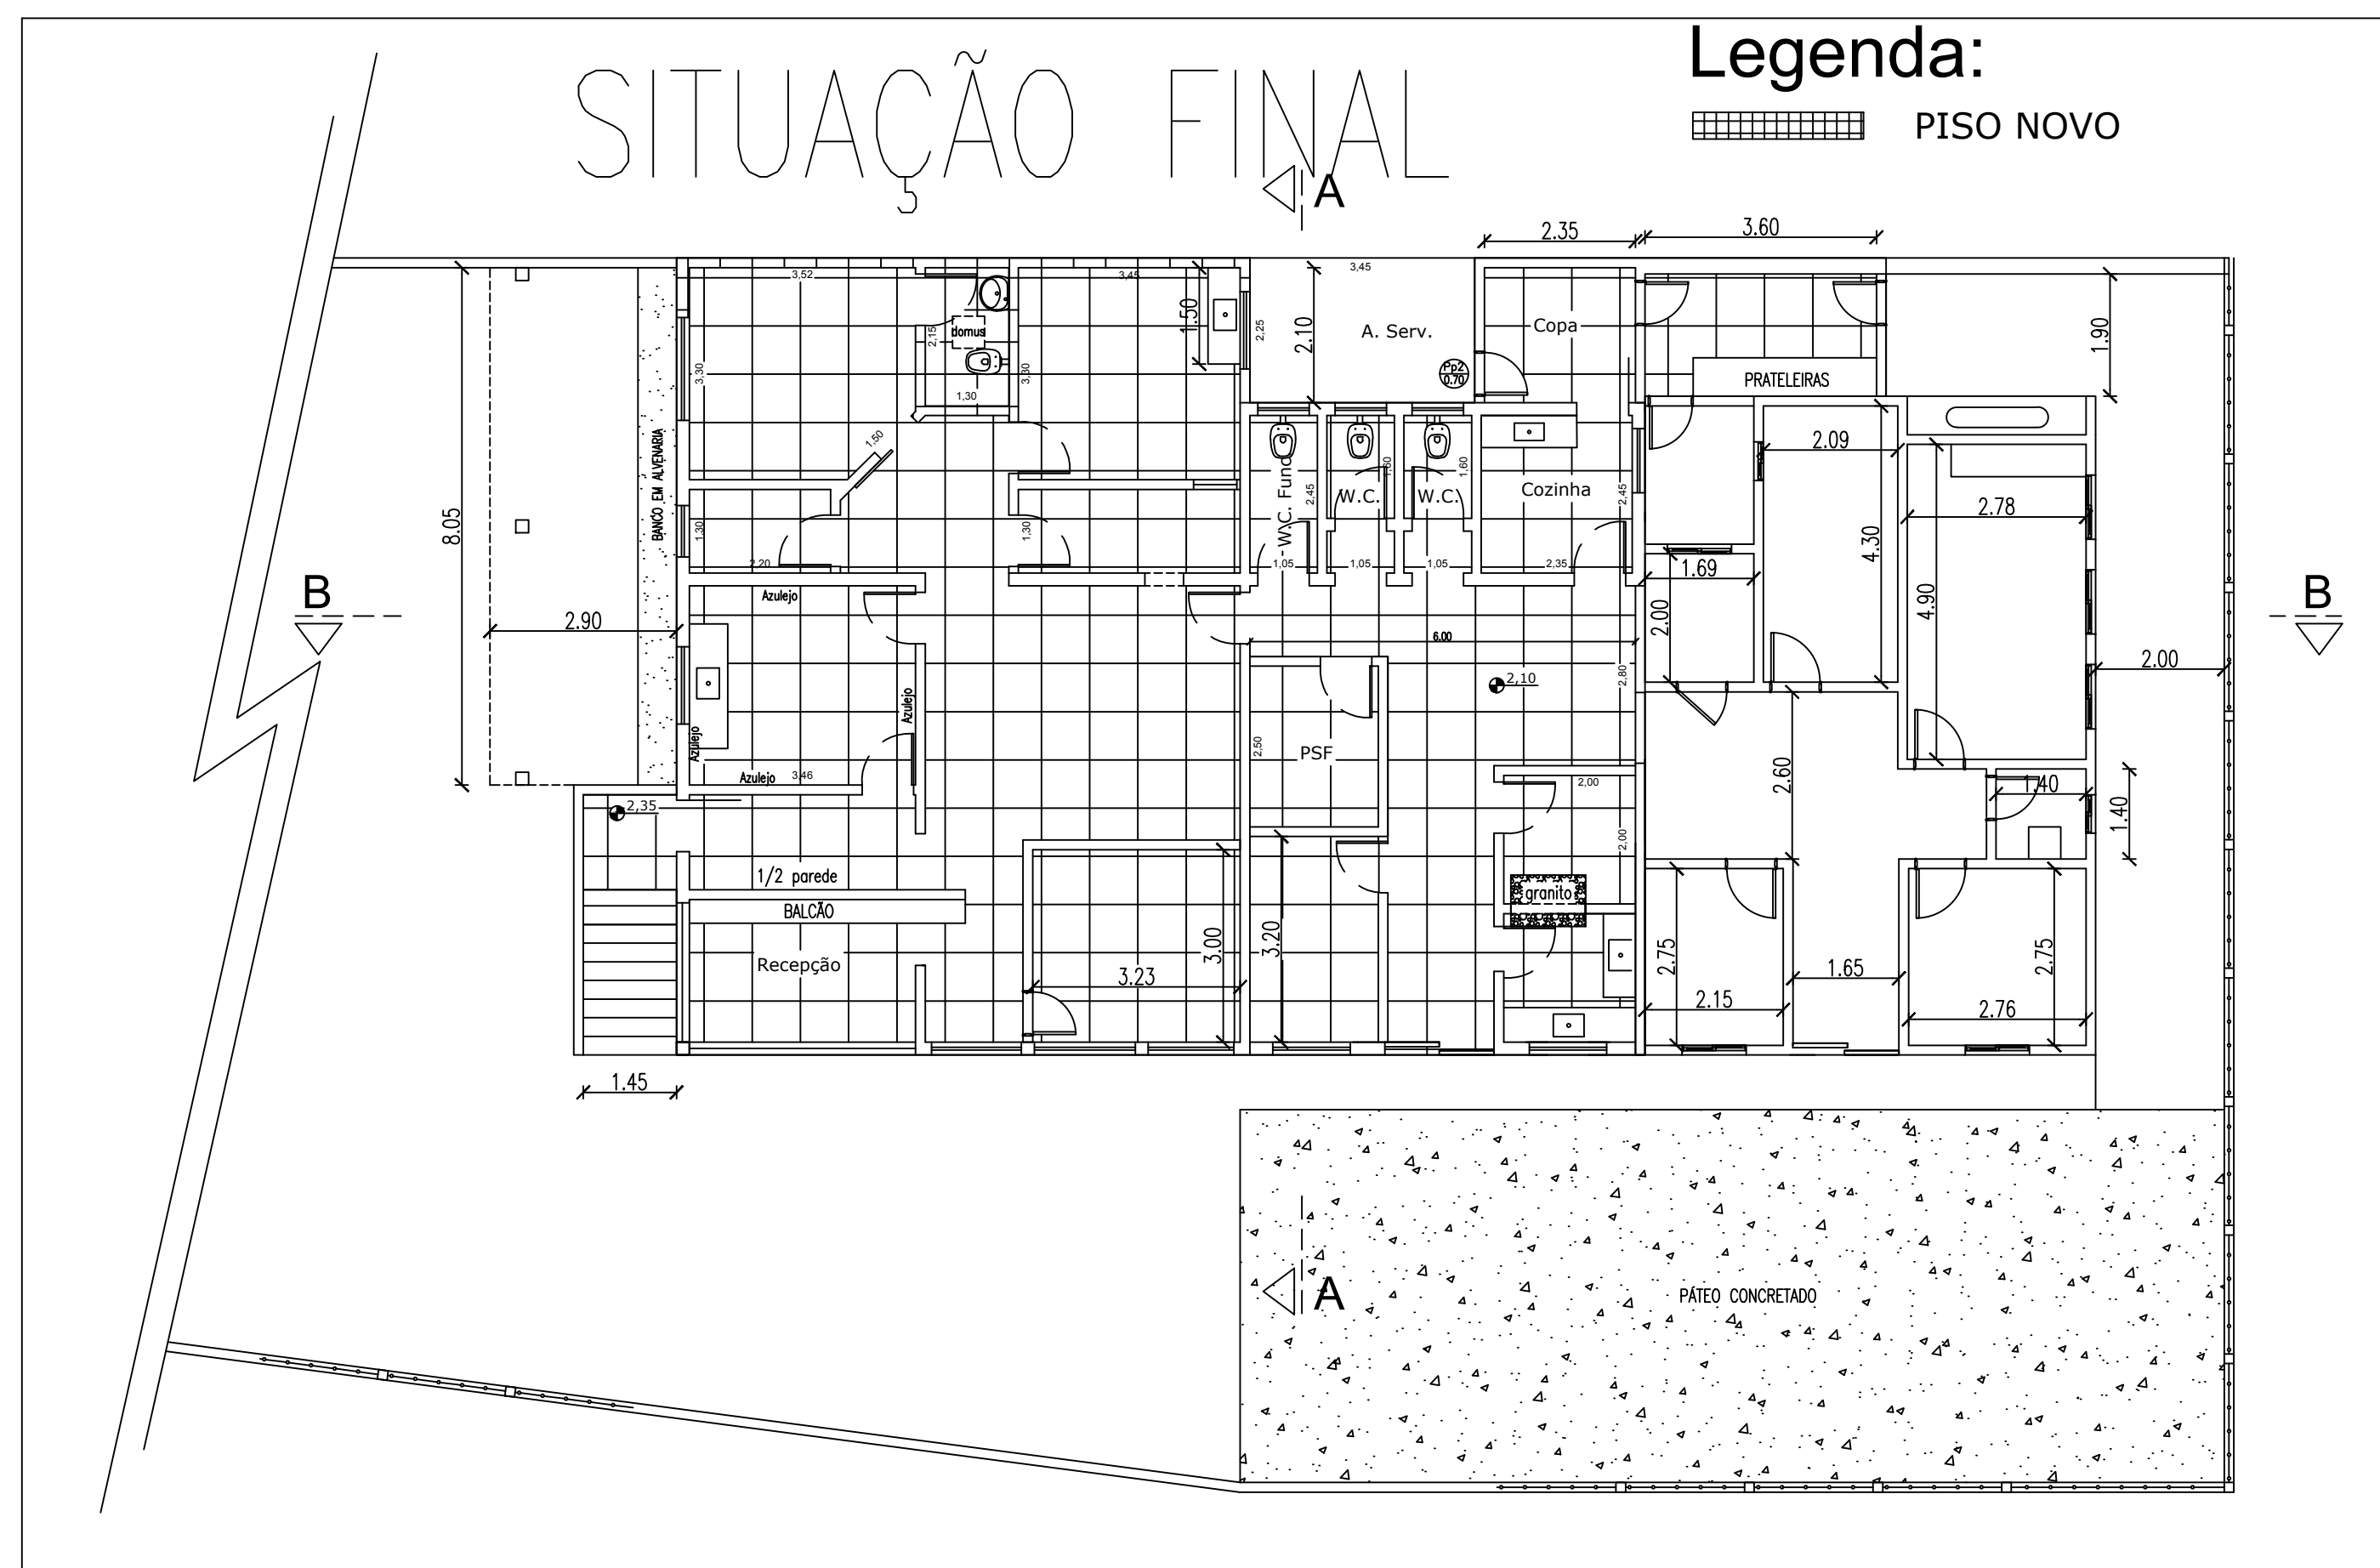 SITUAÇÃO FINAL
Legenda:
PISO NOVO
A
2.35
3.60
3,52
3,45
3,45
1.50
2,25
2.10
A. Serv.
Copa
1.90
domus
2,15
Pp2
0.70
PRATELEIRAS
3,30
3,30
1,30
1,50
BANCO EM ALVENARIA
8.05
2.09
W.C. Func.
2,45
W.C.
1,60
W.C.
1,60
Cozinha
2,45
2.78
4.30
1,30
1,30
2,20
1,05
1,05
1,05
2,35
1.69
B
B
Azulejo
2.00
4.90
2.90
6.00
2,80
2.00
2,10
Azulejo
Azulejo
2,50
PSF
Azulejo
3,46
2,00
2.60
1.40
1.40
2,35
2,00
1/2 parede
BALCÃO
granito
Recepção
3.00
3.20
3.23
2.75
1.65
2.75
2.15
2.76
1.45
A
PÁTEO CONCRETADO